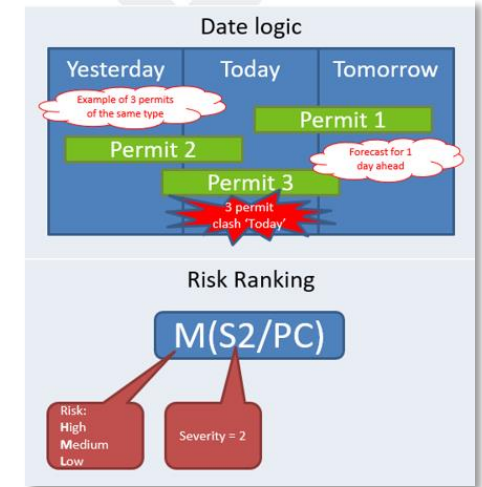 Date logic
Yesterday Today Tomorrow
Example of 3 permits
of the same type
Permit 1
Permit 2
Forecast for 1
day ahead
Permit 3
3 permit
clash ‘Today’
Risk Ranking
M(S2/PC)
Risk:
High
Medium
Low
Severity = 2